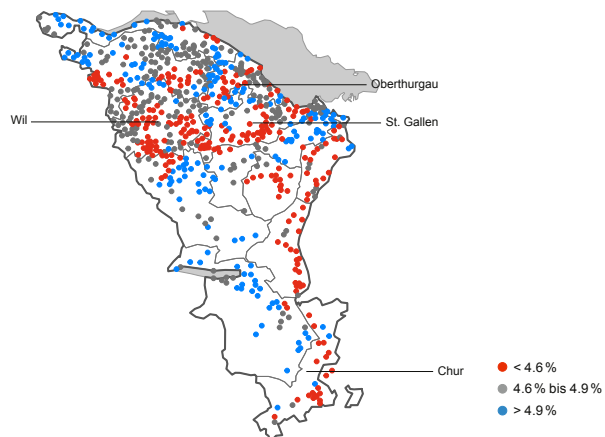 Oberthurgau
Wil
St. Gallen
Chur
< 4.6 %
4.6 % bis 4.9 %
> 4.9 %